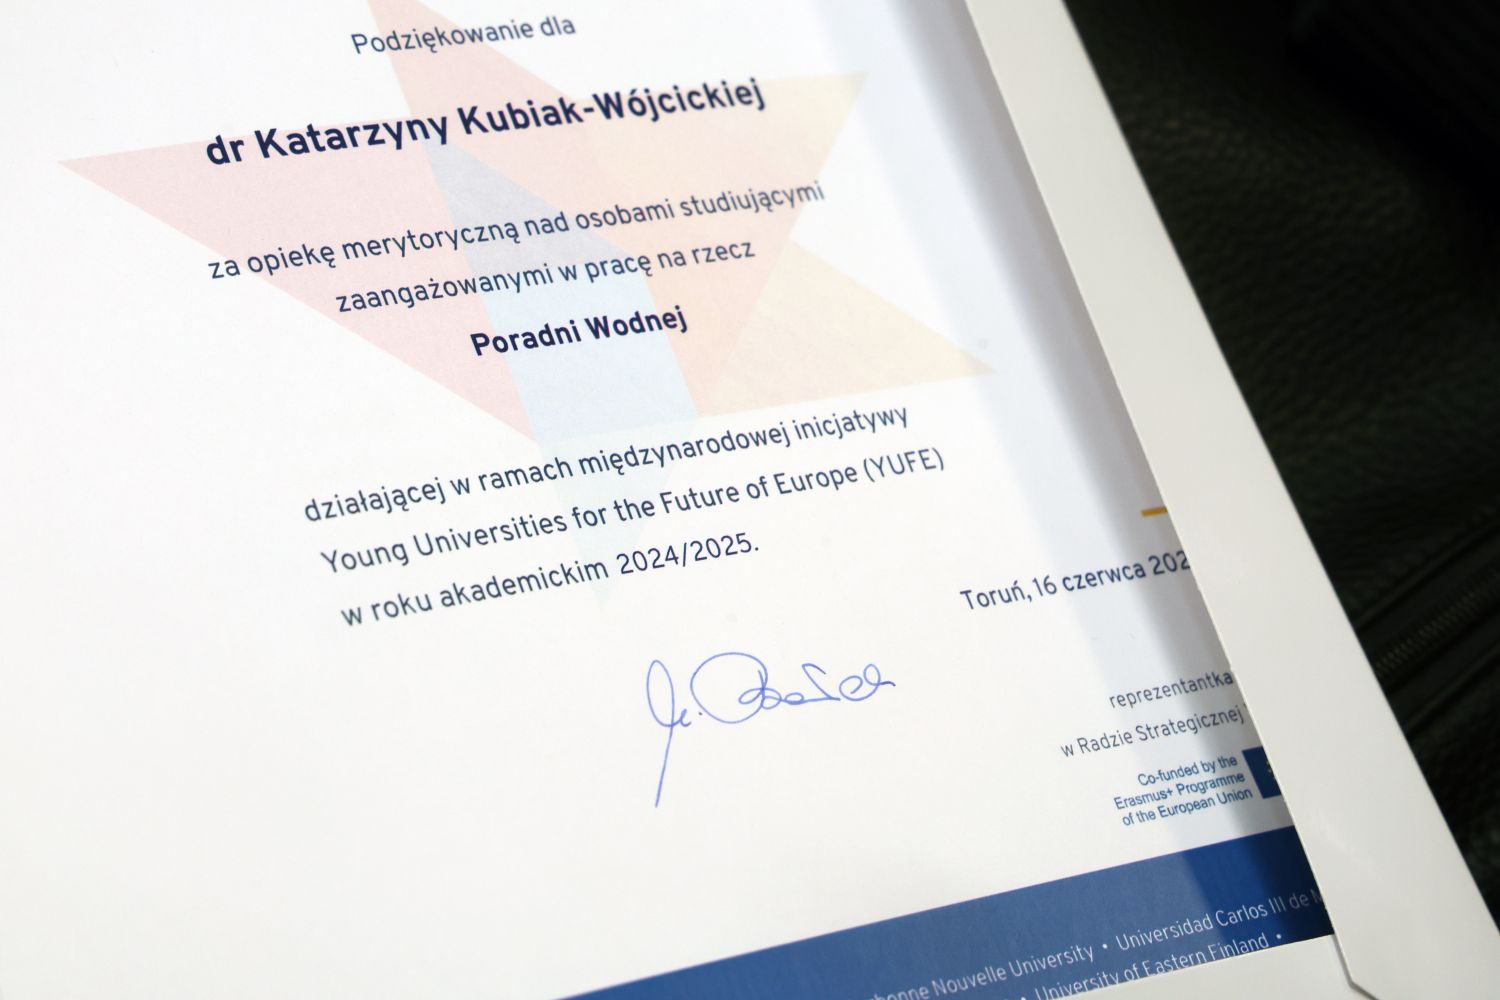 Podziękowanie dla
dr Katarzyny Kubiak-Wójcickiej
za opiekę merytoryczną nad osobami studiującymi
zaangażowanymi w pracę na rzecz
Poradni Wodnej
działającej w ramach międzynarodowej inicjatywy
Young Universities for the Future of Europe (YUFE)
w roku akademickim 2024/2025.
Toruń, 16 czerwca 202
reprezentantka
w Radzie Strategicznej
Co-funded by the
Erasmus+ Programme
of the European Union
Nouvelle University • Universidad Carlos III de
• University of Eastern Finland •